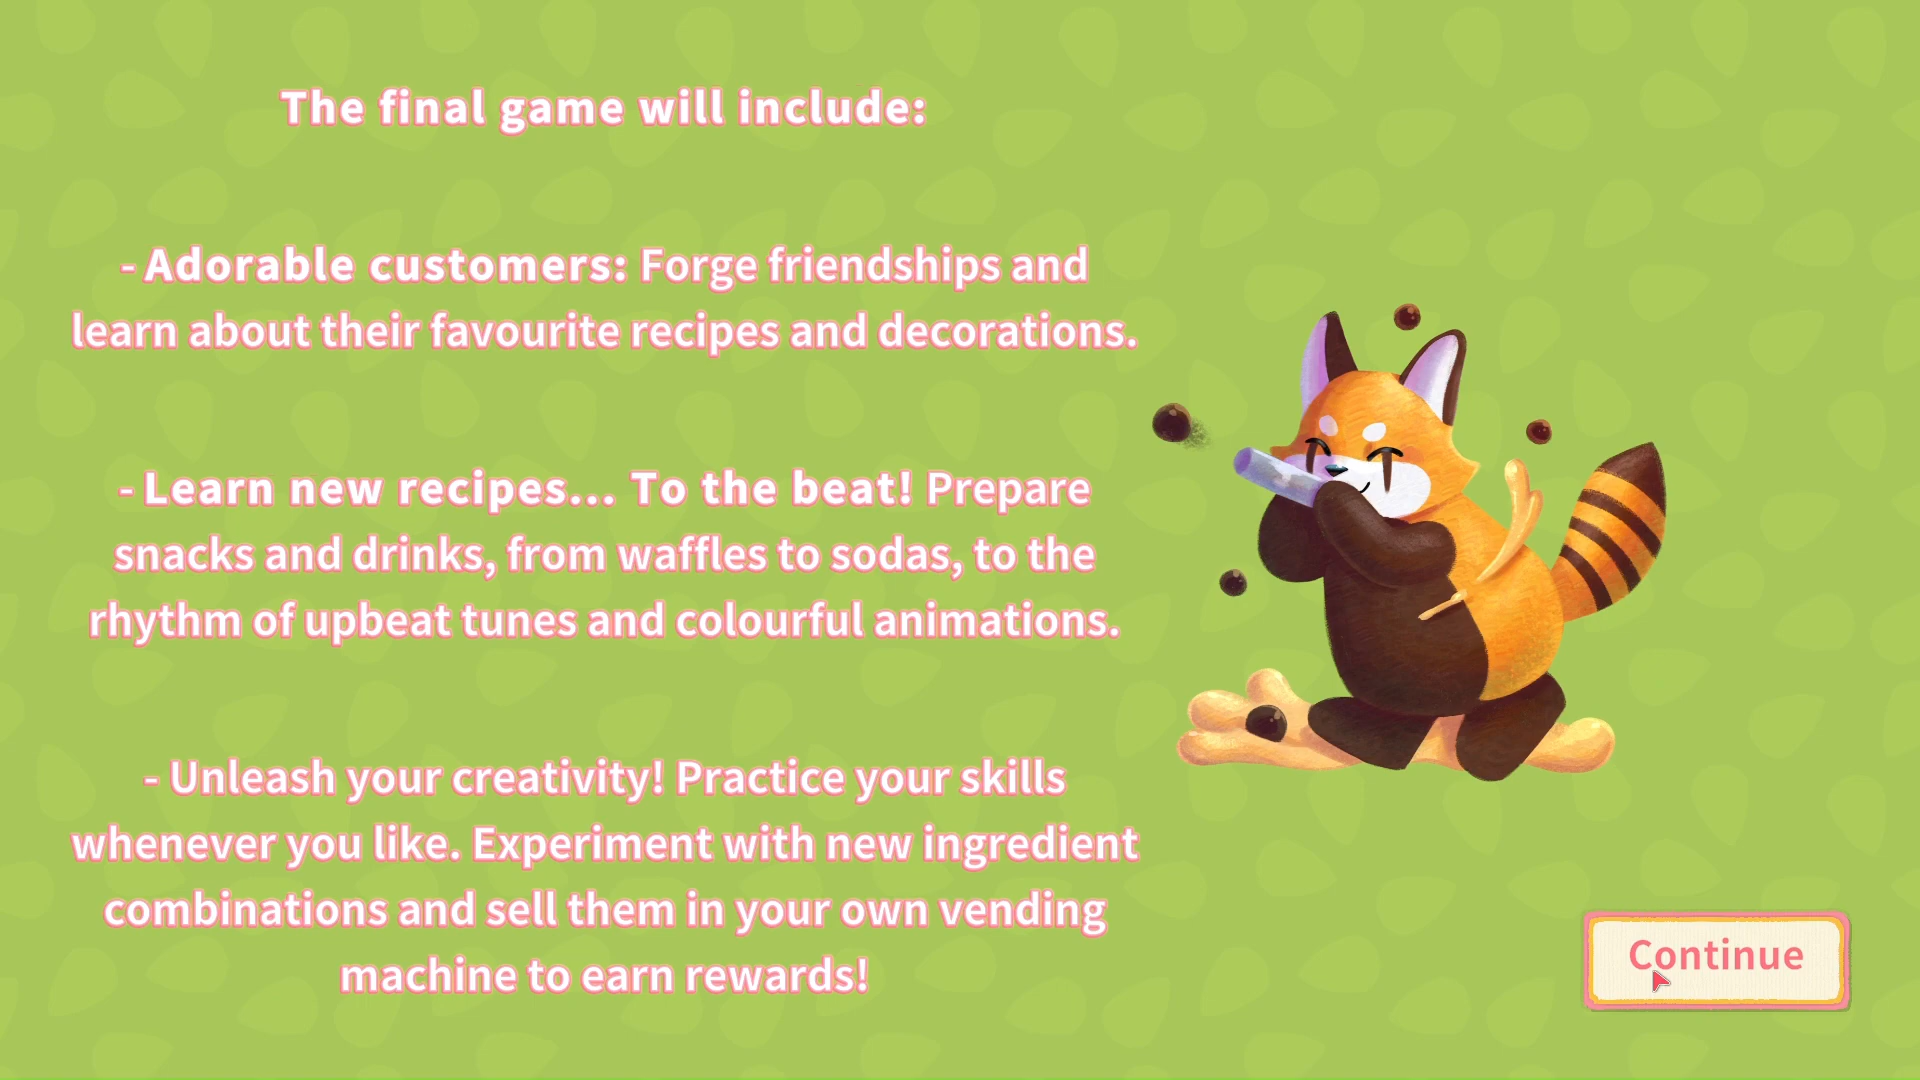 The final game will include:
- Adorable customers: Forge friendships and
learn about their favourite recipes and decorations.
- Learn new recipes... To the beat! Prepare
snacks and drinks, from waffles to sodas, to the
rhythm of upbeat tunes and colourful animations.
- Unleash your creativity! Practice your skills
whenever you like. Experiment with new ingredient
combinations and sell them in your own vending
machine to earn rewards!
Continue